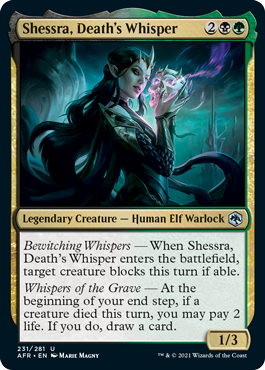 Shessra, Death's Whisper 2
Legendary Creature — Human Elf Warlock
Bewitching Whispers — When Shessra,
Death's Whisper enters the battlefield,
target creature blocks this turn if able.
Whispers of the Grave — At the
beginning of your end step, if a
creature died this turn, you may pay 2
life. If you do, draw a card.
1/3
231/281 U
AFR • EN MARIE MAGNY
™ & © 2021 Wizards of the Coast